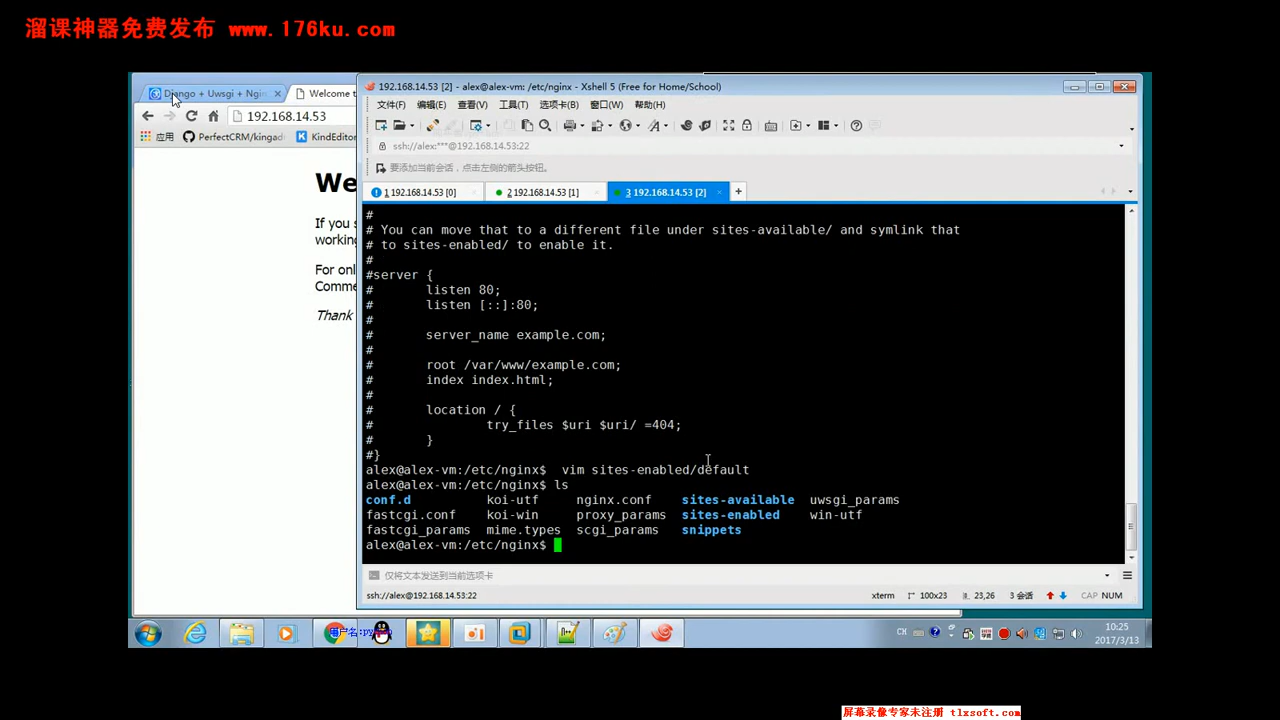 溜课神器免费发布 www.176ku.com
192.168.14.53 [2] - alex@alex-vm: /etc/nginx - Xshell 5 (Free for Home/School)
Django + Uwsgi + Ngin
Welcome t
文件(F) 编辑(E) 查看(V) 工具(T) 选项卡(B) 窗口(W) 帮助(H)
192.168.14.53
应用 PerfectCRM/kingad KindEditor
ssh://alex:***@192.168.14.53:22
要添加当前会话，点击左侧的箭头按钮。
1 192.168.14.53 [0] 2 192.168.14.53 [1] 3 192.168.14.53 [2]
We
If you s
working
For onl
Comme
Thank
#
# You can move that to a different file under sites-available/ and symlink that
# to sites-enabled/ to enable it.
#
#server {
# listen 80;
# listen [::]:80;
#
# server_name example.com;
#
# root /var/www/example.com;
# index index.html;
#
# location / {
# try_files $uri $uri/ =404;
# }
#}
alex@alex-vm:/etc/nginx$  vim sites-enabled/default
alex@alex-vm:/etc/nginx$ ls
conf.d koi-utf nginx.conf sites-available uwsgi_params
fastcgi.conf koi-win proxy_params sites-enabled win-utf
fastcgi_params mime.types scgi_params snippets
alex@alex-vm:/etc/nginx$
仅将文本发送到当前选项卡
ssh://alex@192.168.14.53:22 xterm 100x23 23,26 3 会话 CAP NUM
CH 10:25
2017/3/13
屏幕录像专家未注册 tlxsoft.com